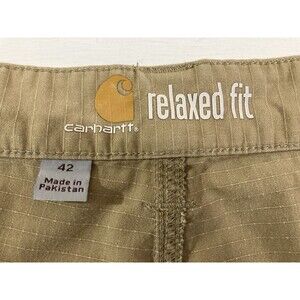 relaxed fit
carhartt®
42
Made in
Pakistan